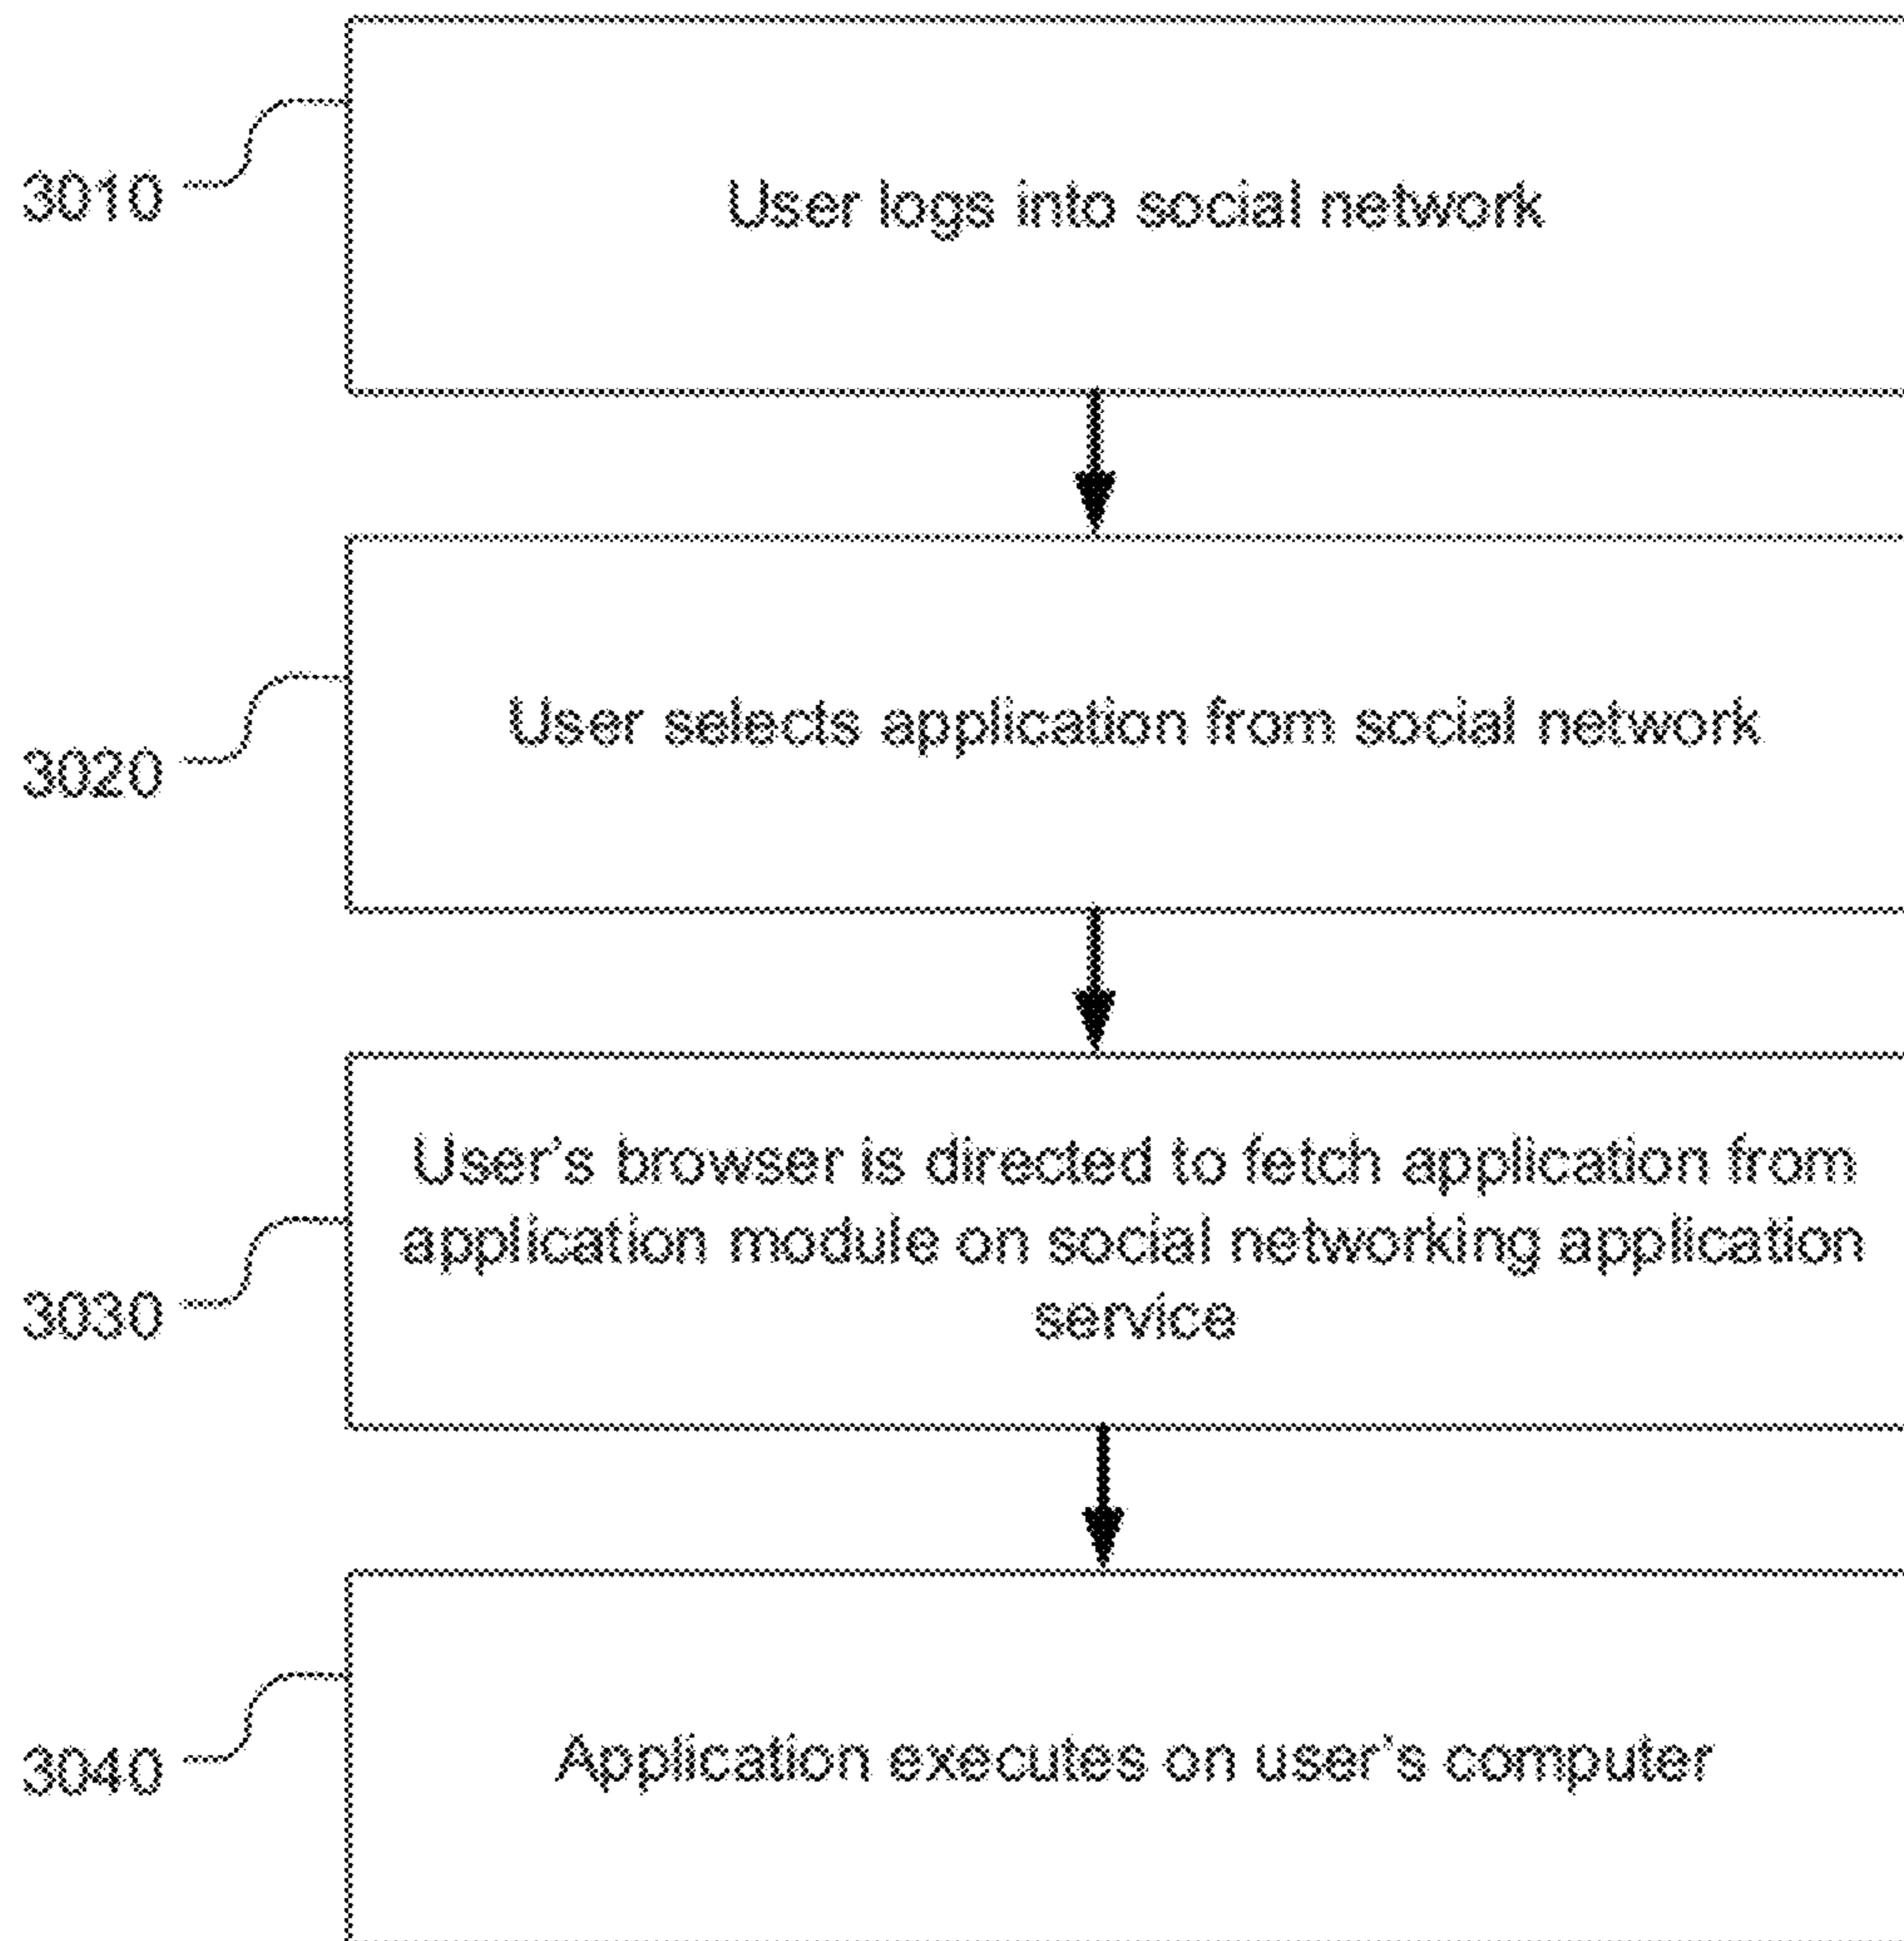 3010
User logs into social network
3020
User selects application from social network
User's browser is directed to fetch application from
application module on social networking application
service
3030
3040
Application executes on user's computer